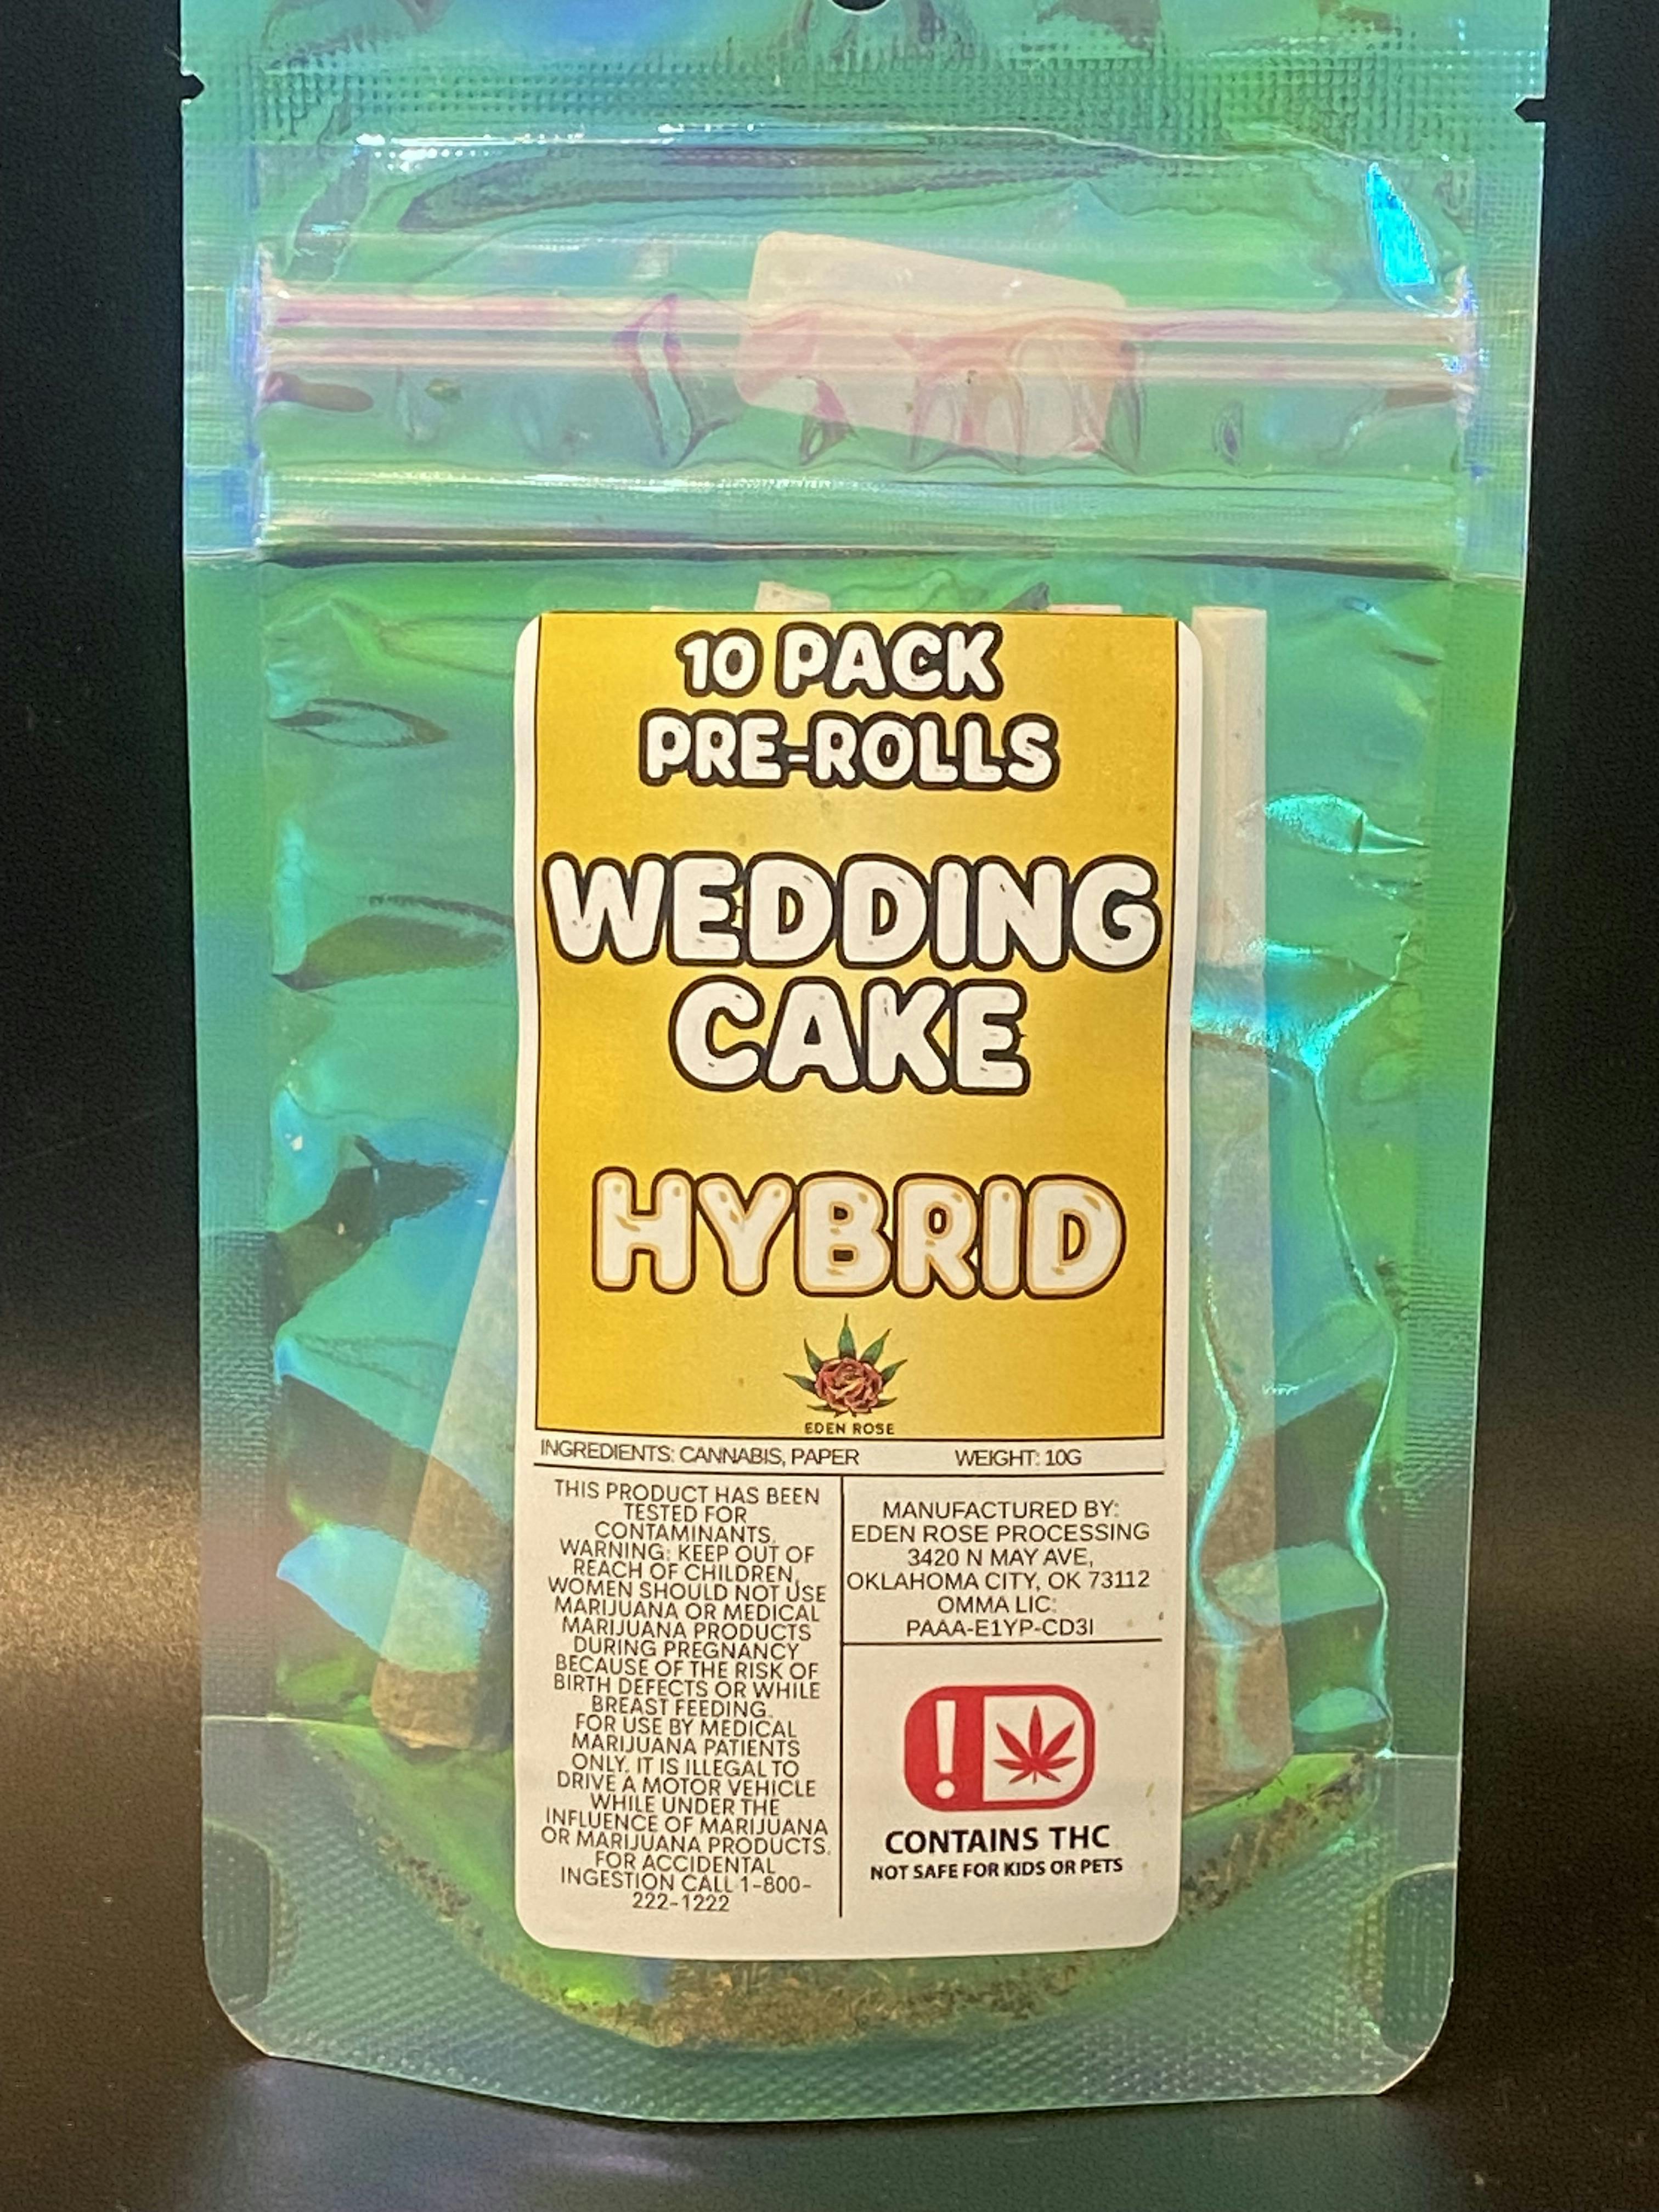 10 PACK
PRE-ROLLS
WEDDING
CAKE
HYBRID
EDEN ROSE
INGREDIENTS: CANNABIS, PAPER
WEIGHT: 10G
THIS PRODUCT HAS BEEN
TESTED FOR
CONTAMINANTS.
WARNING: KEEP OUT OF
REACH OF CHILDREN.
WOMEN SHOULD NOT USE
MARIJUANA OR MEDICAL
MARIJUANA PRODUCTS
DURING PREGNANCY
BECAUSE OF THE RISK OF
BIRTH DEFECTS OR WHILE
BREAST FEEDING.
FOR USE BY MEDICAL
MARIJUANA PATIENTS
ONLY. IT IS ILLEGAL TO
DRIVE A MOTOR VEHICLE
WHILE UNDER THE
INFLUENCE OF MARIJUANA
OR MARIJUANA PRODUCTS.
FOR ACCIDENTAL
INGESTION CALL 1-800-
222-1222
MANUFACTURED BY:
EDEN ROSE PROCESSING
3420 N MAY AVE,
OKLAHOMA CITY, OK 73112
OMMA LIC:
PAAA-E1YP-CD3I
!
CONTAINS THC
NOT SAFE FOR KIDS OR PETS